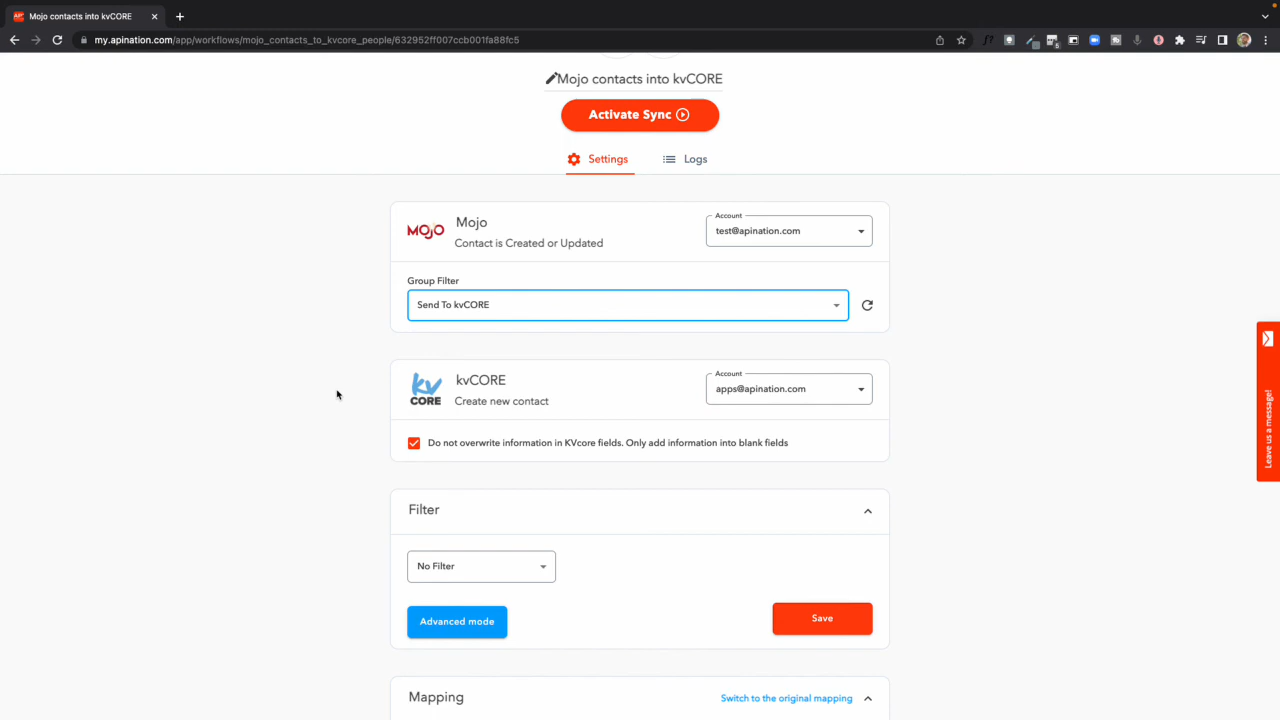 Mojo contacts into kvCORE
my.apination.com/app/workflows/mojo_contacts_to_kvcore_people/632952ff007ccb001fa88fc5
Mojo contacts into kvCORE
Activate Sync
Settings
Logs
MOJO
Mojo
Contact is Created or Updated
Account
test@apination.com
Group Filter
Send To kvCORE
kv
CORE
kvCORE
Create new contact
Account
apps@apination.com
Do not overwrite information in KVcore fields. Only add information into blank fields
Filter
No Filter
Advanced mode
Save
Mapping
Switch to the original mapping
Leave us a message!